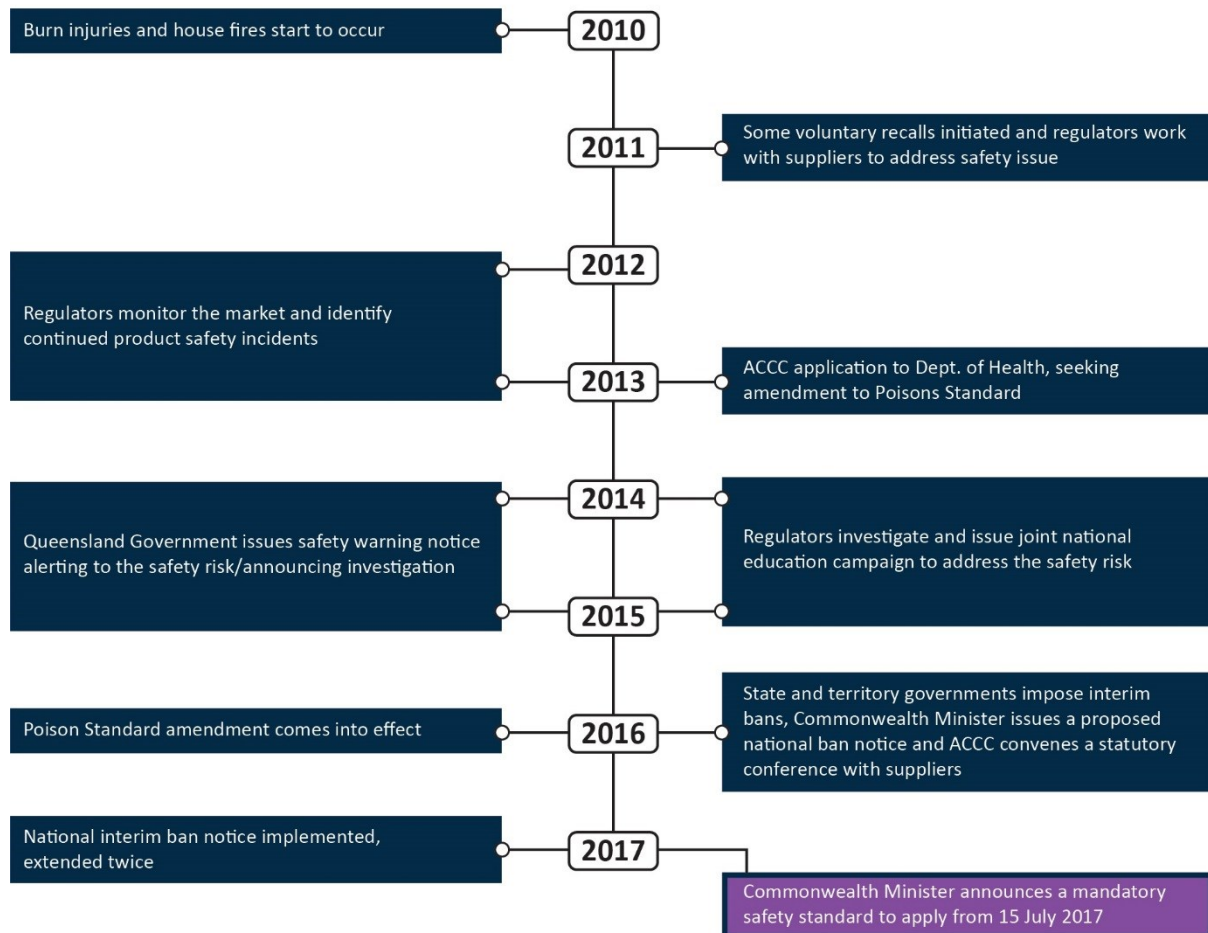 Burn injuries and house fires start to occur
2010
2011
Some voluntary recalls initiated and regulators work
with suppliers to address safety issue
2012
Regulators monitor the market and identify
continued product safety incidents
2013
ACCC application to Dept. of Health, seeking
amendment to Poisons Standard
2014
Queensland Government issues safety warning notice
alerting to the safety risk/announcing investigation
Regulators investigate and issue joint national
education campaign to address the safety risk
2015
Poison Standard amendment comes into effect
2016
State and territory governments impose interim
bans, Commonwealth Minister issues a proposed
national ban notice and ACCC convenes a statutory
conference with suppliers
National interim ban notice implemented,
extended twice
2017
Commonwealth Minister announces a mandatory
safety standard to apply from 15 July 2017